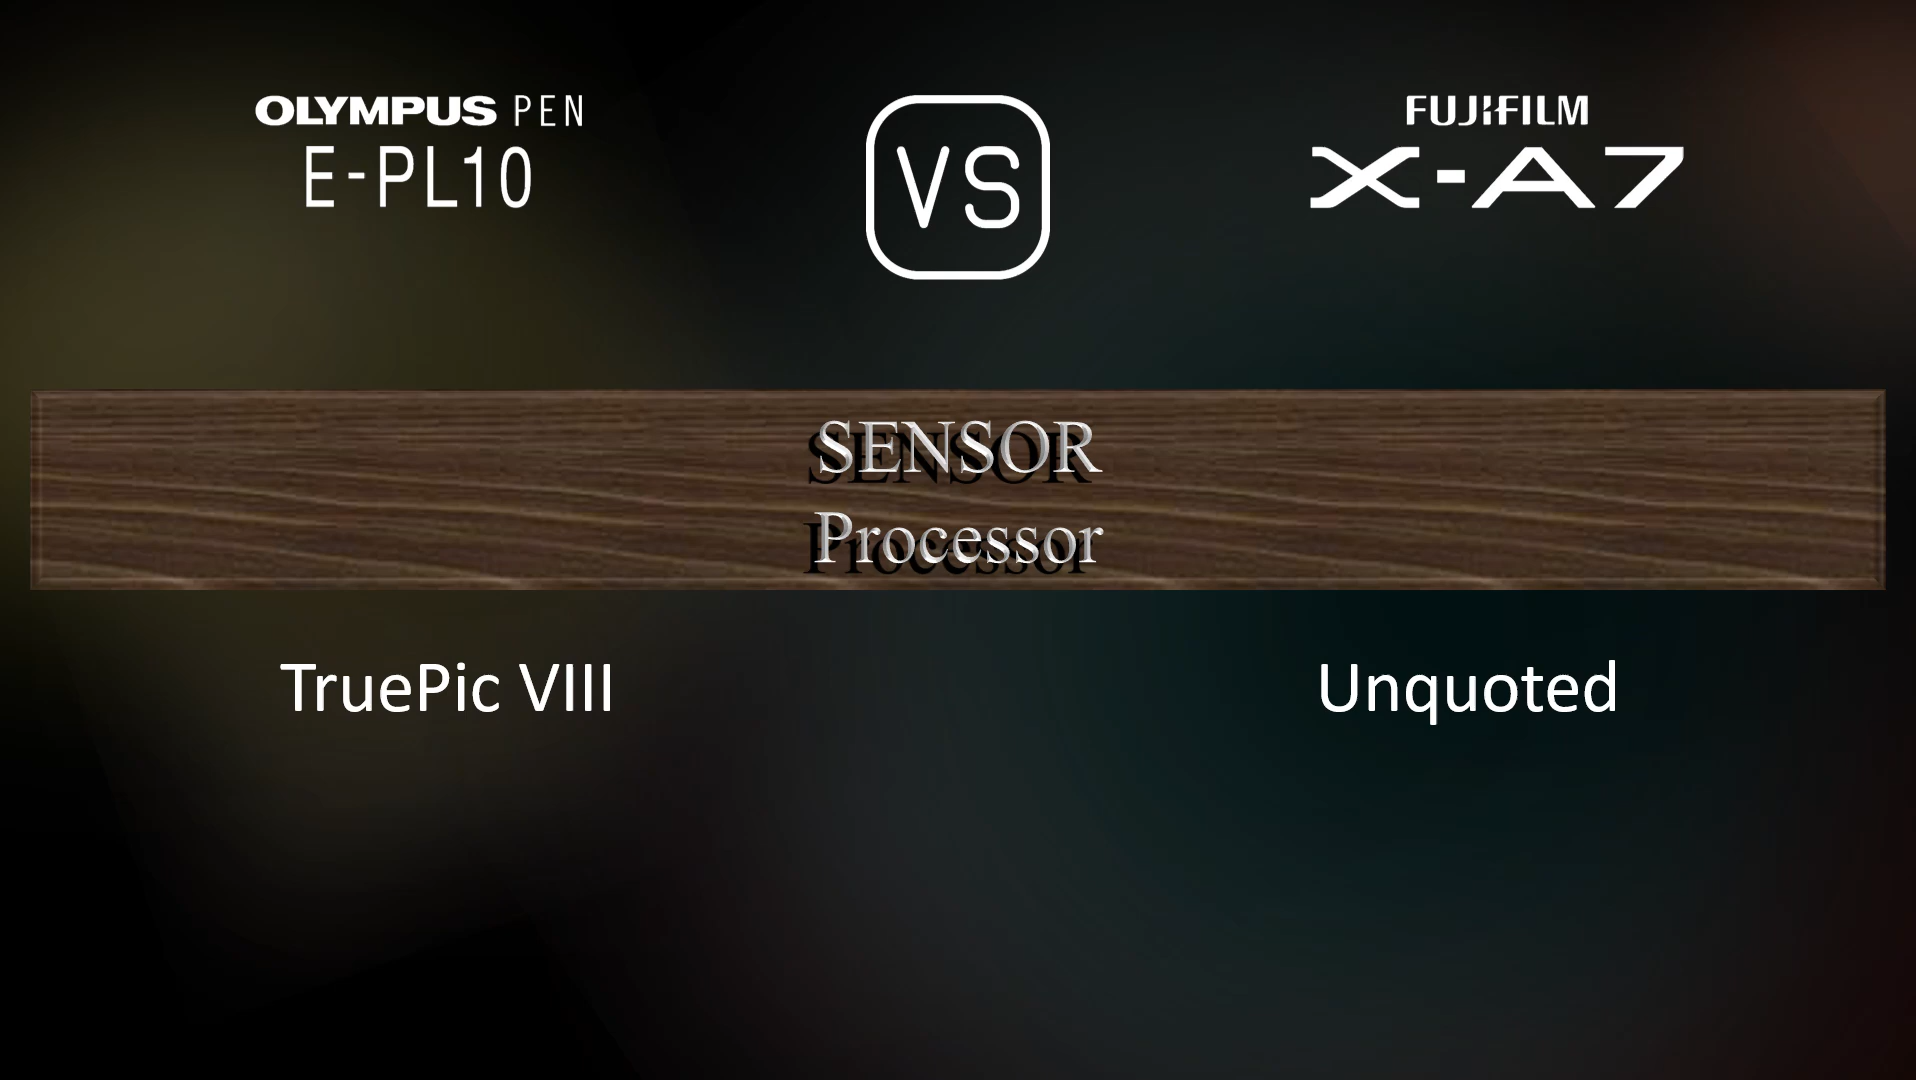 OLYMPUS PEN
E-PL10
VS
FUJIFILM
X-A7
SENSOR
Processor
TruePic VIII
Unquoted